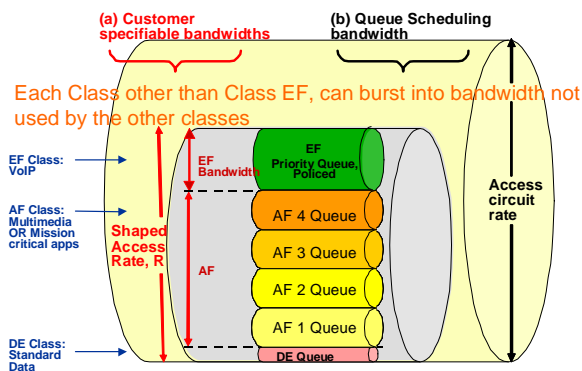 (a) Customer
specifiable bandwidths
(b) Queue Scheduling
bandwidth
Each Class other than Class EF, can burst into bandwidth not
used by the other classes
EF Class:
VoIP
AF Class:
Multimedia
OR Mission
critical apps
DE Class:
Standard
Data
Shaped
Access
Rate, R
EF
Bandwidth
AF
EF
Priority Queue,
Policed
AF 4 Queue
AF 3 Queue
AF 2 Queue
AF 1 Queue
DE Queue
Access
circuit
rate